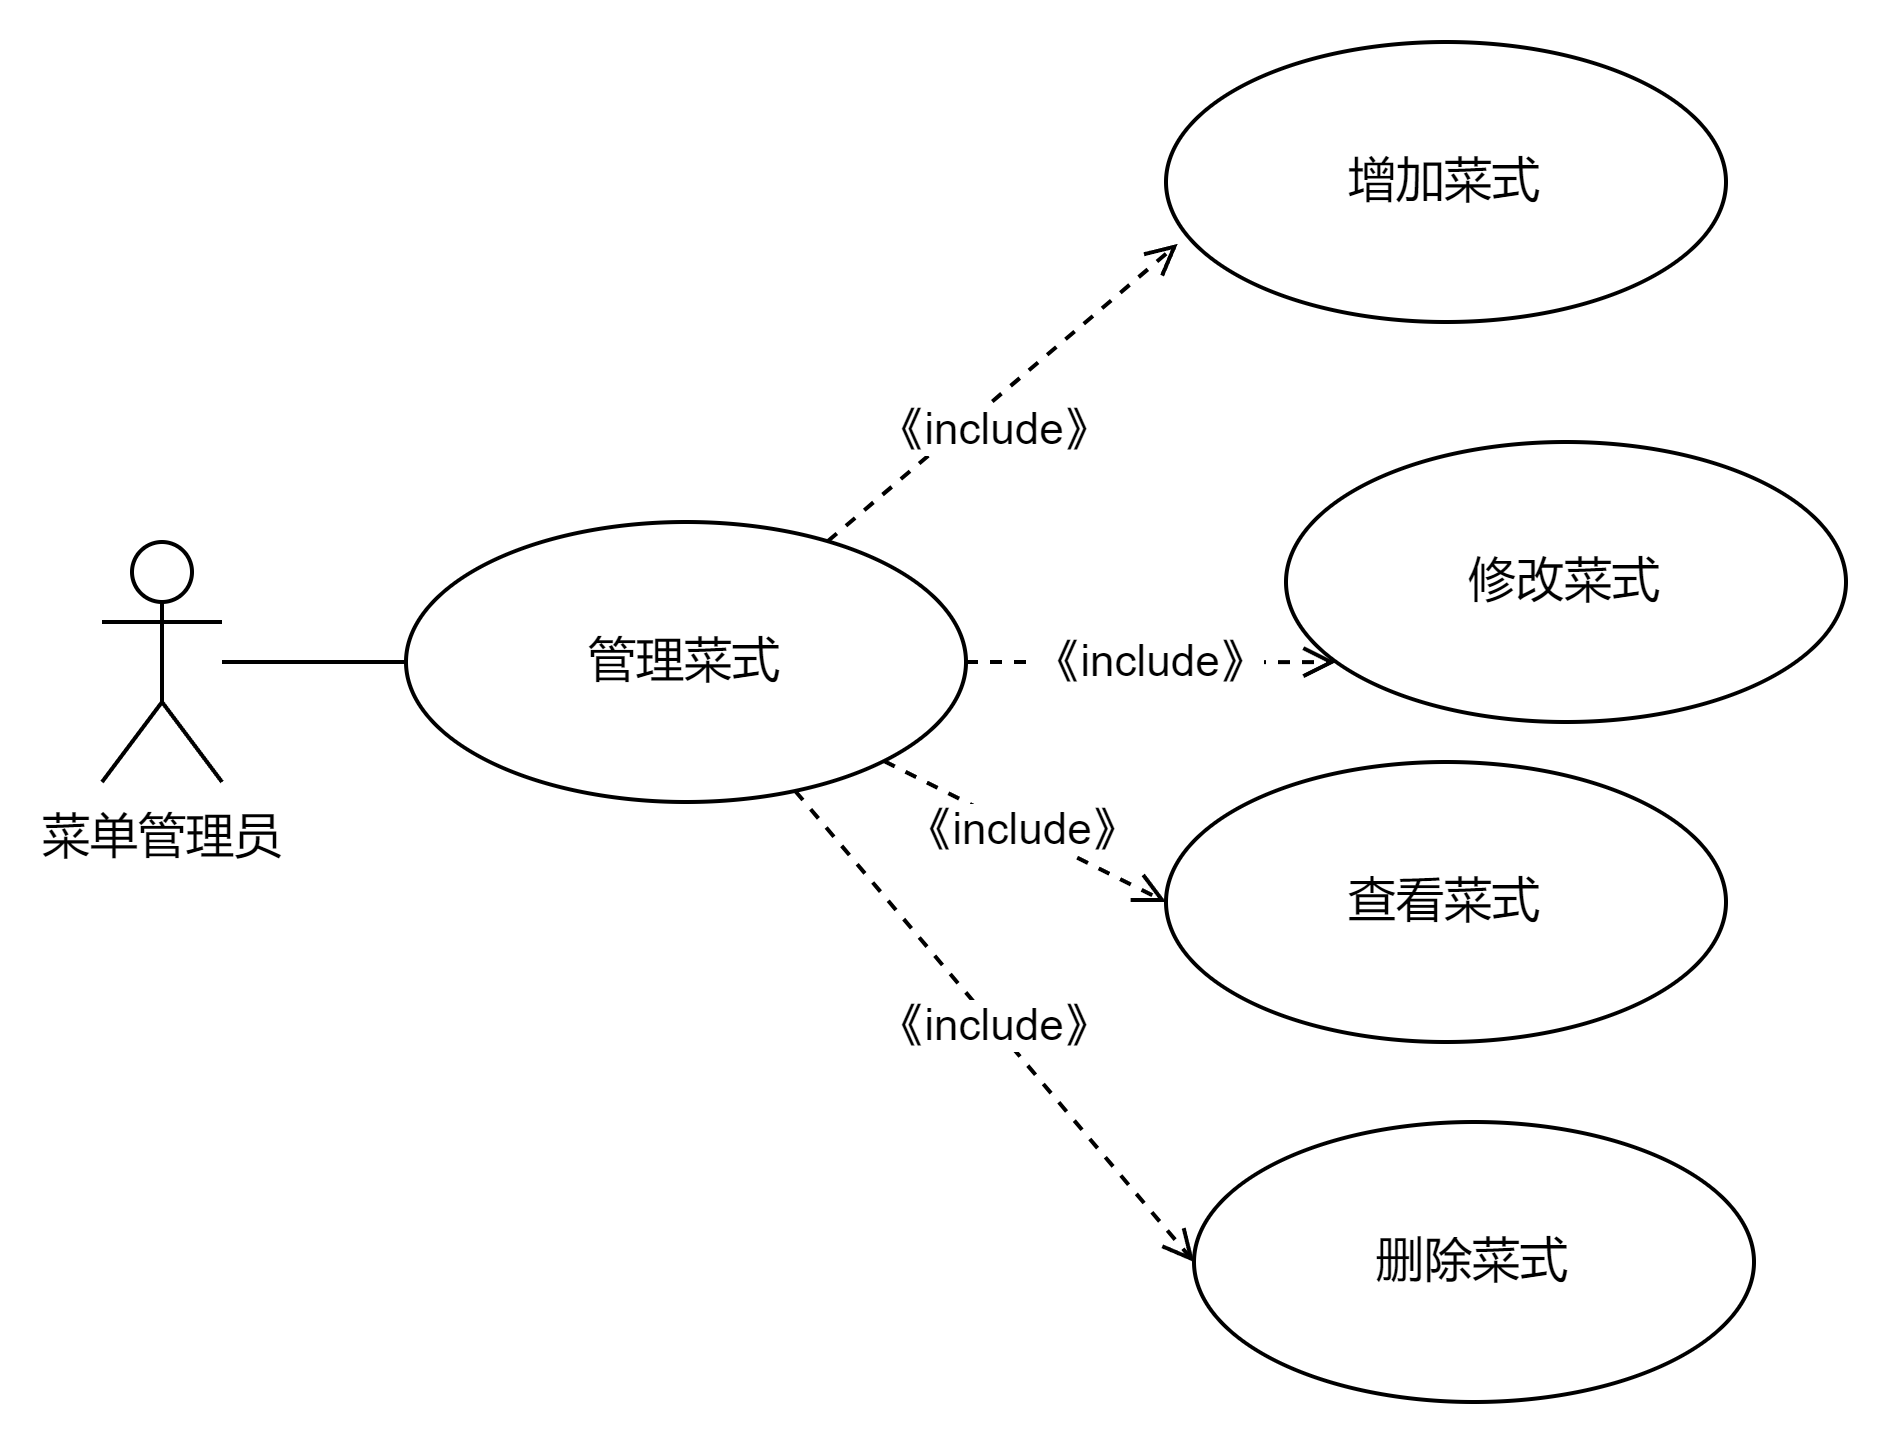 增加菜式
《include》
修改菜式
管理菜式
《include》
菜单管理员
《include》
查看菜式
《include》
删除菜式